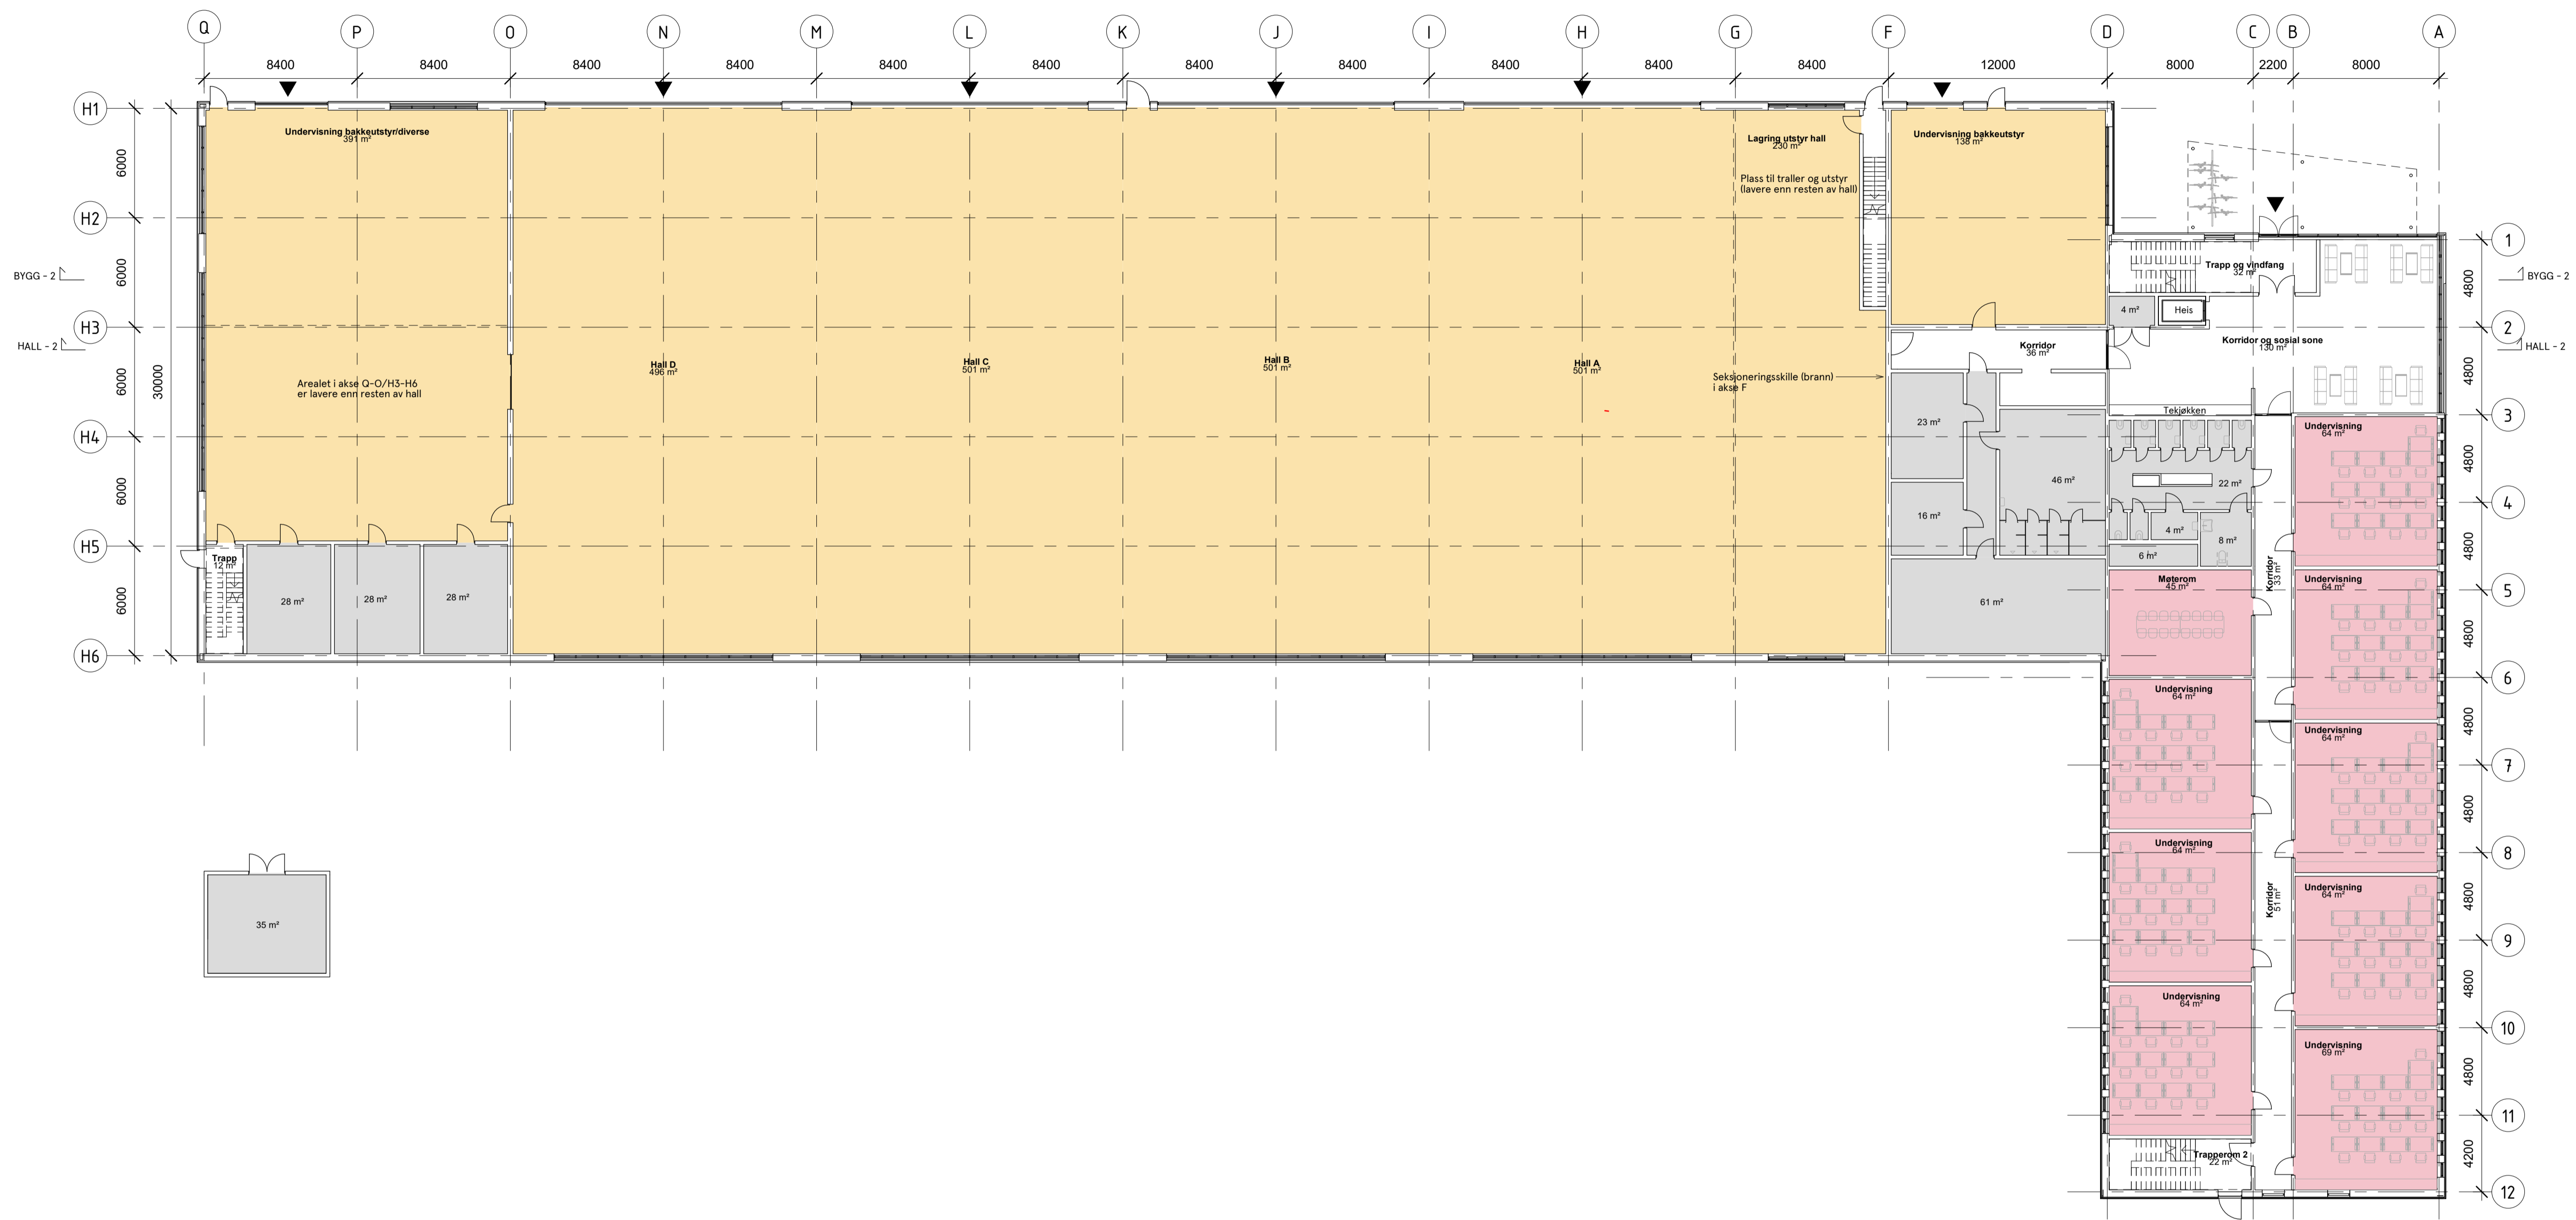 Q P O N M L K J I H G F D C B A
8400 8400 8400 8400 8400 8400 8400 8400 8400 8400 8400 12000 8000 2200 8000
H1
6000
H2
6000
H3
6000
H4
6000
H5
6000
H6
30000
BYGG - 2
HALL - 2
Undervisning bakkeutstyr/diverse
391 m²
Arealet i akse Q-O/H3-H6
er lavere enn resten av hall
Trapp
12 m²
28 m²
28 m²
28 m²
35 m²
Hall D
496 m²
Hall C
501 m²
Hall B
501 m²
Hall A
501 m²
Lagring utstyr hall
230 m²
Plass til traller og utstyr
(lavere enn resten av hall)
Seksjoneringsskille (brann)
i akse F
Undervisning bakkeutstyr
138 m²
Korridor
36 m²
23 m²
16 m²
46 m²
61 m²
Trapp og vindfang
32 m²
4 m²
Heis
Korridor og sosial sone
130 m²
Tekjøkken
22 m²
4 m²
8 m²
6 m²
Møterom
45 m²
Korridor
33 m²
Korridor
51 m²
Undervisning
64 m²
Undervisning
64 m²
Undervisning
64 m²
Undervisning
64 m²
Undervisning
69 m²
Undervisning
64 m²
Undervisning
64 m²
Undervisning
64 m²
Trapperom 2
22 m²
BYGG - 2
HALL - 2
1
4800
2
4800
3
4800
4
4800
5
4800
6
4800
7
4800
8
4800
9
4800
10
4800
11
4200
12